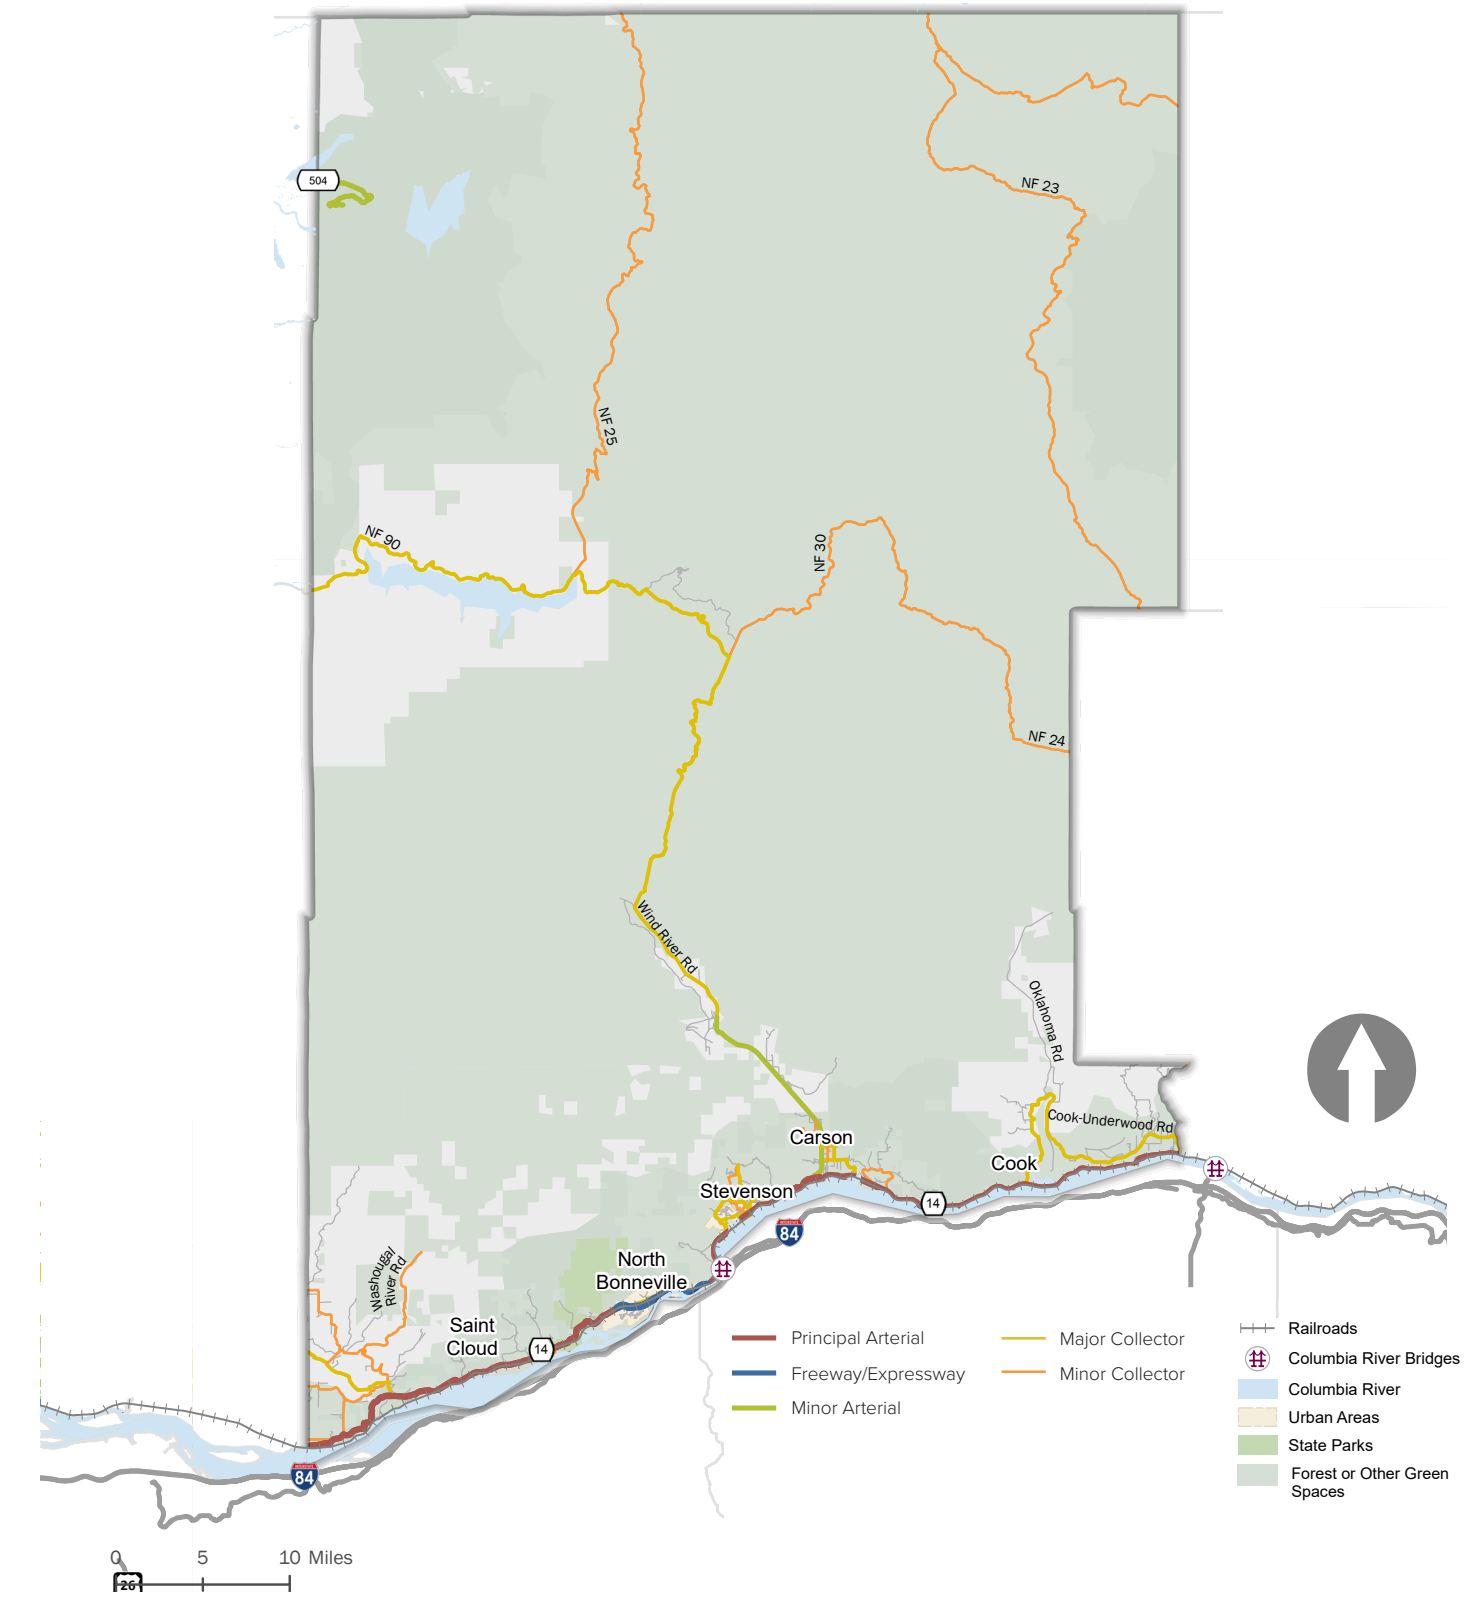 504
NF 23
NF 25
NF 90
NF 30
NF 24
Wind River Rd
Oklahoma Rd
Cook-Underwood Rd
Carson
Cook
Stevenson
14
INTERSTATE
84
North
Bonneville
Washougal
River Rd
Saint
Cloud
14
Principal Arterial
Freeway/Expressway
Minor Arterial
Major Collector
Minor Collector
Railroads
Columbia River Bridges
Columbia River
Urban Areas
State Parks
Forest or Other Green
Spaces
INTERSTATE
84
0 5 10 Miles
26